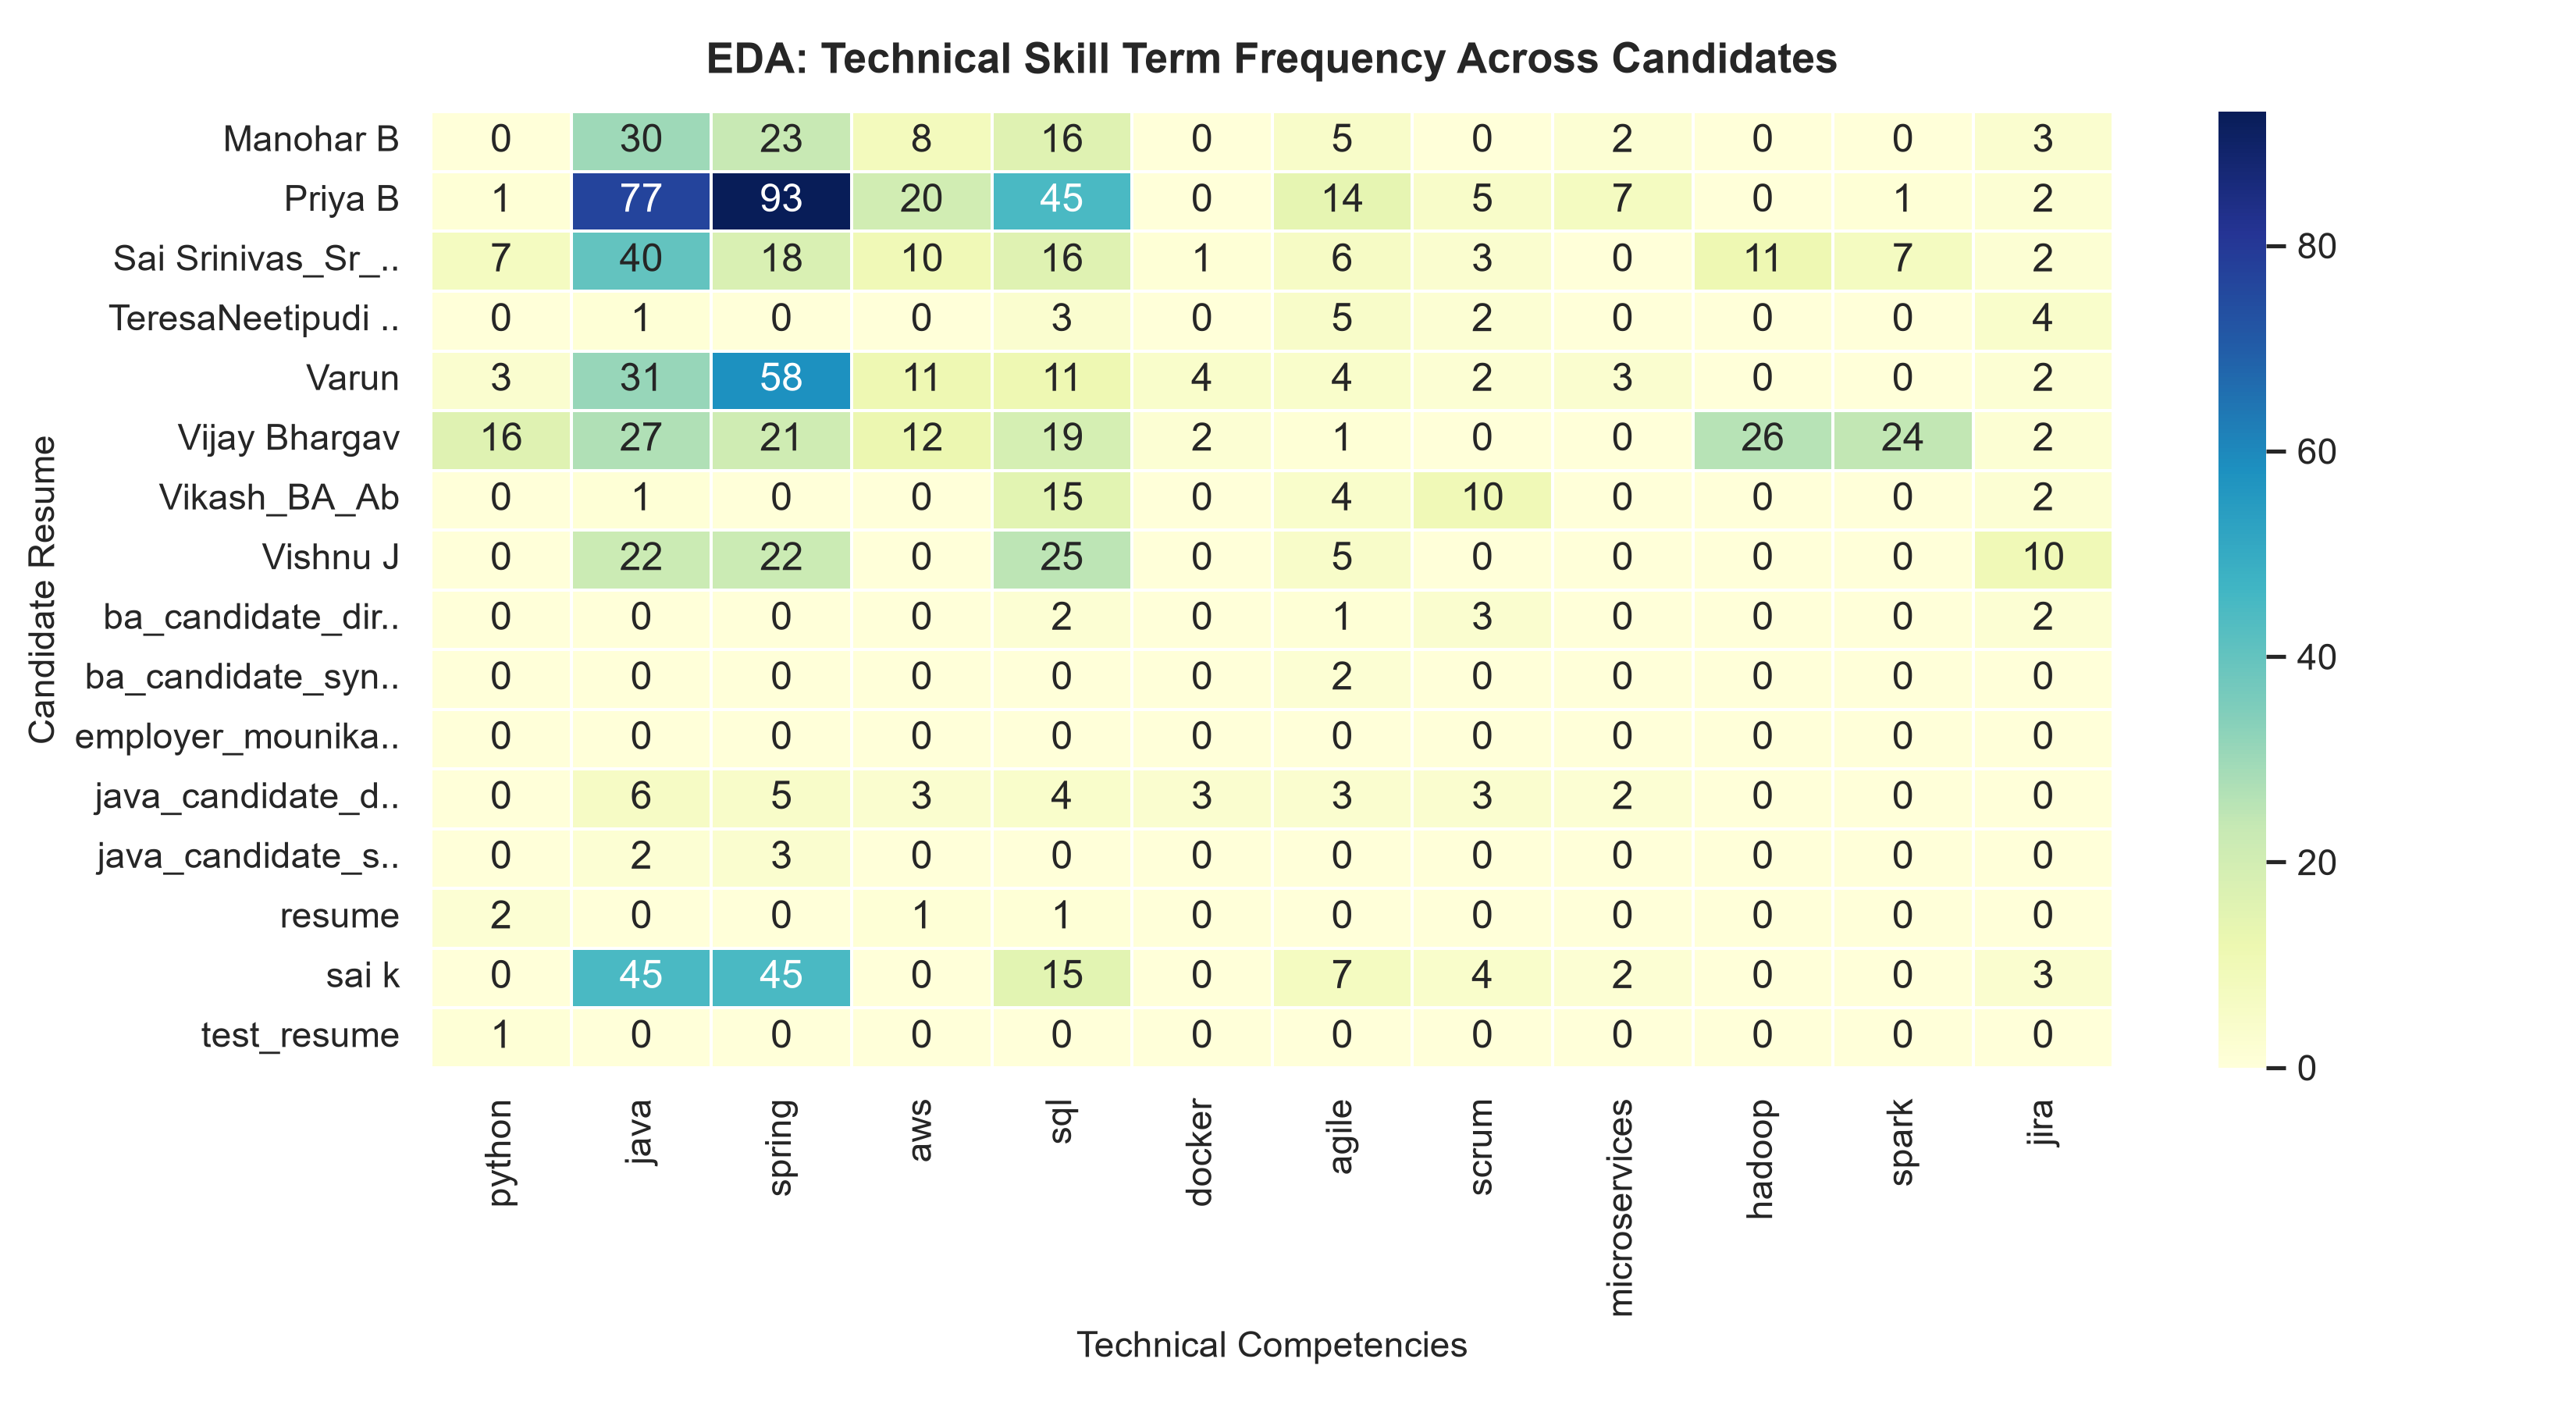 EDA: Technical Skill Term Frequency Across Candidates
Candidate Resume
Manohar B 0 30 23 8 16 0 5 0 2 0 0 3
Priya B 1 77 93 20 45 0 14 5 7 0 1 2
Sai Srinivas_Sr_.. 7 40 18 10 16 1 6 3 0 11 7 2
TeresaNeetipudi .. 0 1 0 0 3 0 5 2 0 0 0 4
Varun 3 31 58 11 11 4 4 2 3 0 0 2
Vijay Bhargav 16 27 21 12 19 2 1 0 0 26 24 2
Vikash_BA_Ab 0 1 0 0 15 0 4 10 0 0 0 2
Vishnu J 0 22 22 0 25 0 5 0 0 0 0 10
ba_candidate_dir.. 0 0 0 0 2 0 1 3 0 0 0 2
ba_candidate_syn.. 0 0 0 0 0 0 2 0 0 0 0 0
employer_mounika.. 0 0 0 0 0 0 0 0 0 0 0 0
java_candidate_d.. 0 6 5 3 4 3 3 3 2 0 0 0
java_candidate_s.. 0 2 3 0 0 0 0 0 0 0 0 0
resume 2 0 0 1 1 0 0 0 0 0 0 0
sai k 0 45 45 0 15 0 7 4 2 0 0 3
test_resume 1 0 0 0 0 0 0 0 0 0 0 0
python java spring aws sql docker agile scrum microservices hadoop spark jira
Technical Competencies
80
60
40
20
0